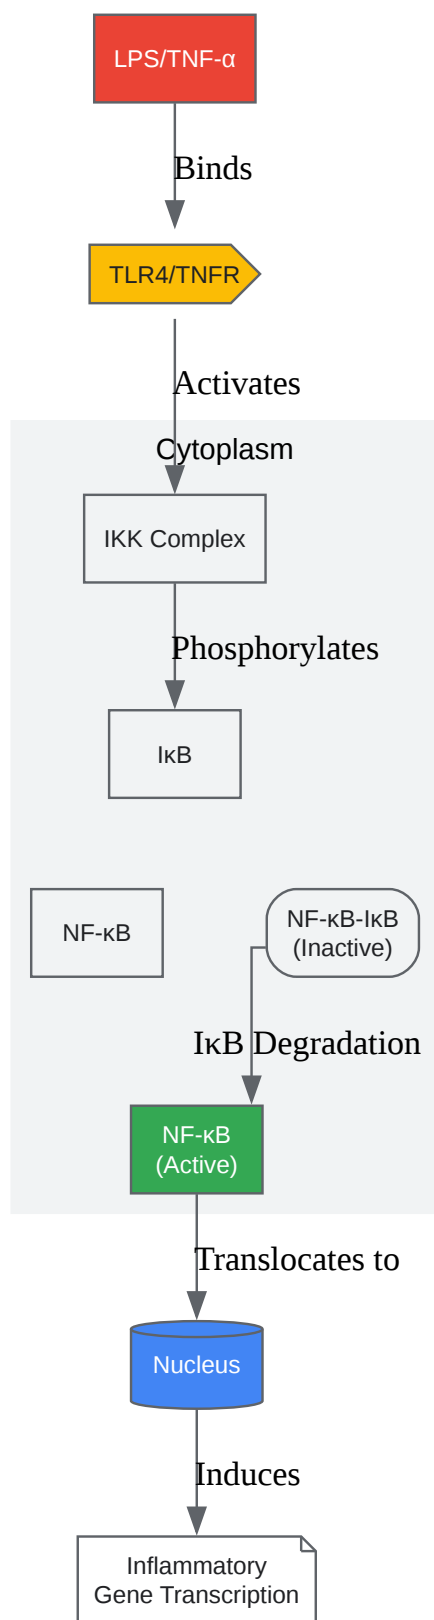 LPS/TNF-α
Binds
TLR4/TNFR
Activates
Cytoplasm
IKK Complex
Phosphorylates
IκB
NF-κB
NF-κB-IκB
(Inactive)
IκB Degradation
NF-κB
(Active)
Translocates to
Nucleus
Induces
Inflammatory
Gene Transcription